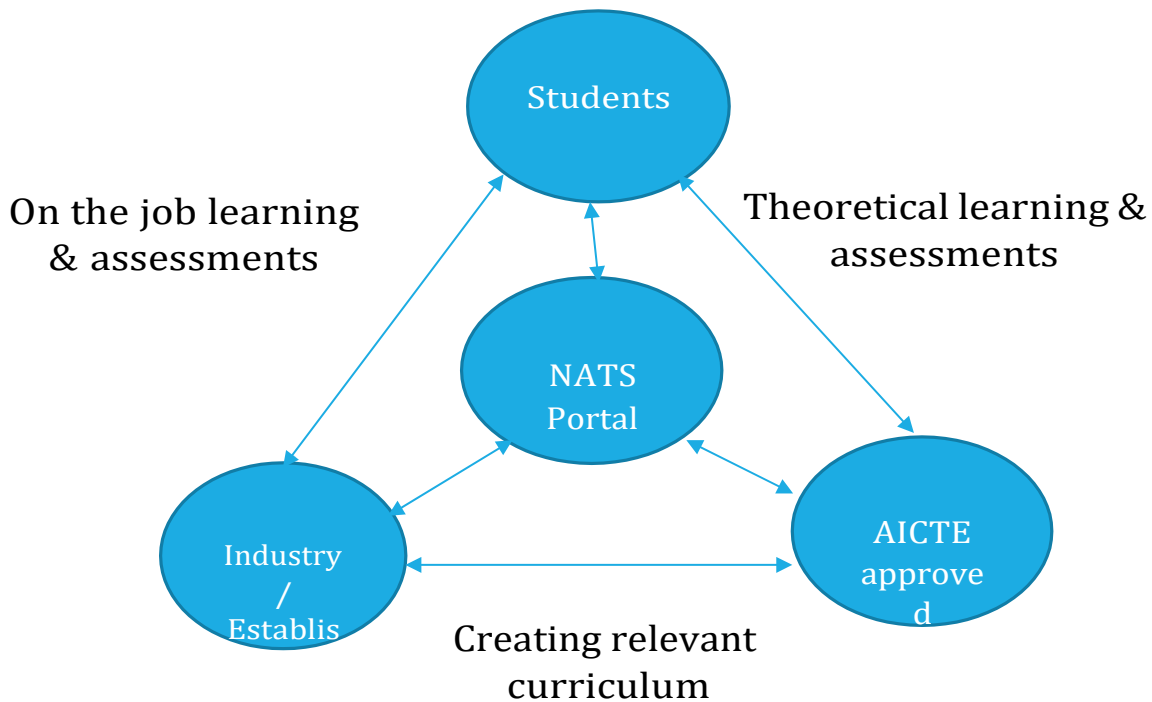 Students
On the job learning
& assessments
Theoretical learning &
assessments
NATS
Portal
Industry
/
Establis
AICTE
approve
d
Creating relevant
curriculum